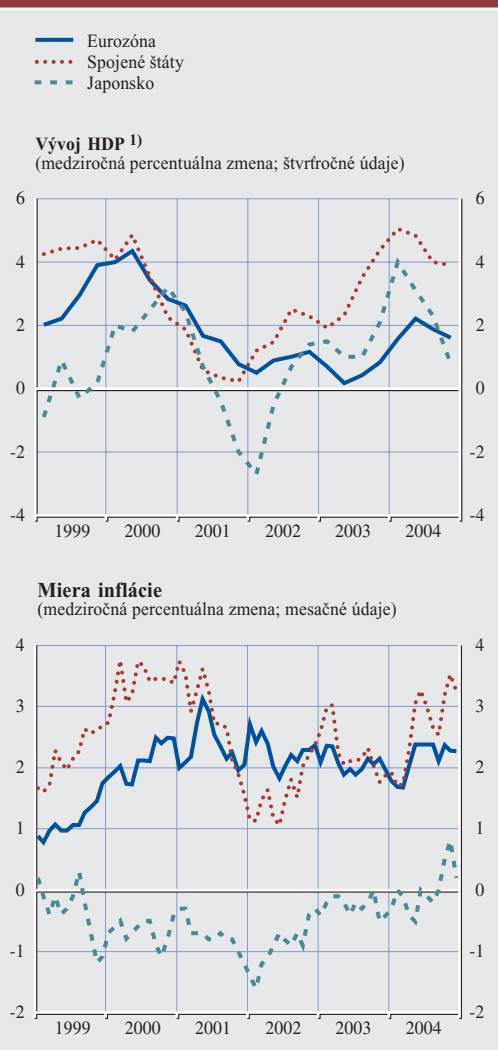 Eurozóna
Spojené štáty
Japonsko
Vývoj HDP 1)
(medziročná percentuálna zmena; štvrťročné údaje)
6 6
4 4
2 2
0 0
-2 -2
-4 -4
1999 2000 2001 2002 2003 2004
Miera inflácie
(medziročná percentuálna zmena; mesačné údaje)
4 4
3 3
2 2
1 1
0 0
-1 -1
-2 -2
1999 2000 2001 2002 2003 2004